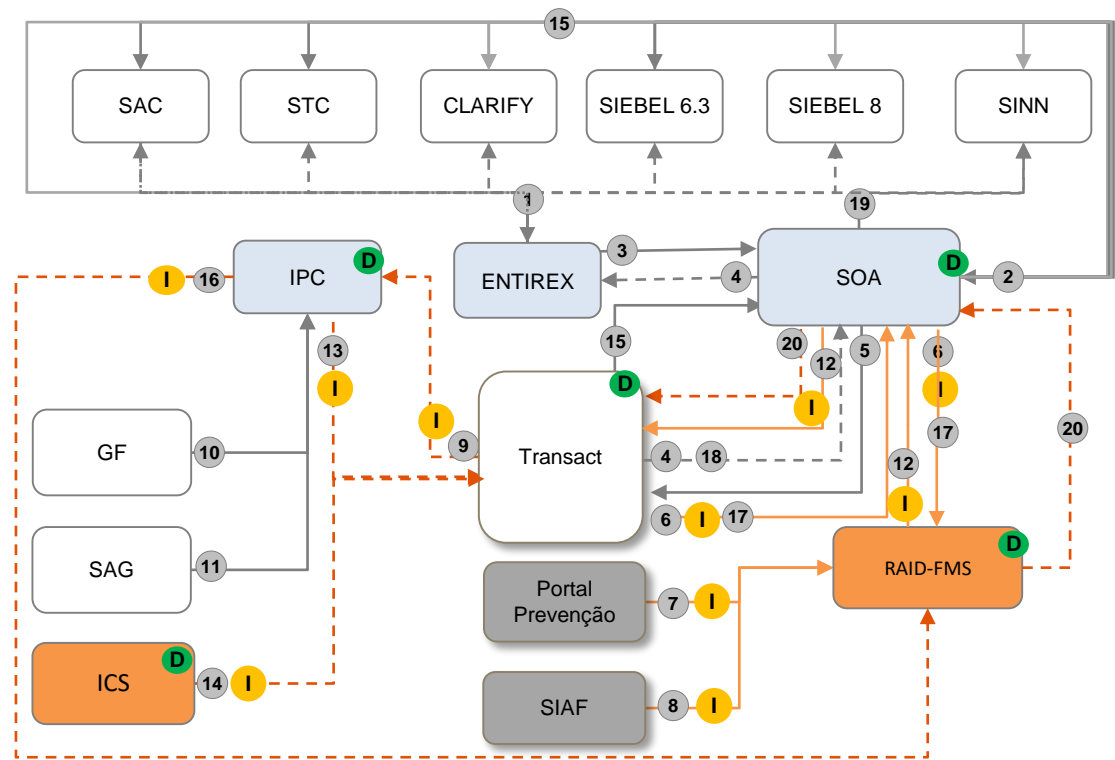 15
SAC
STC
CLARIFY
SIEBEL 6.3
SIEBEL 8
SINN
1
19
3
IPC
D
ENTIREX
4
SOA
D
2
I
16
13
I
15
20
12
5
6
I
D
I
I
17
20
GF
10
9
Transact
4
18
12
I
6
I
17
SAG
11
RAID-FMS
D
Portal
Prevenção
7
I
ICS
D
14
I
SIAF
8
I